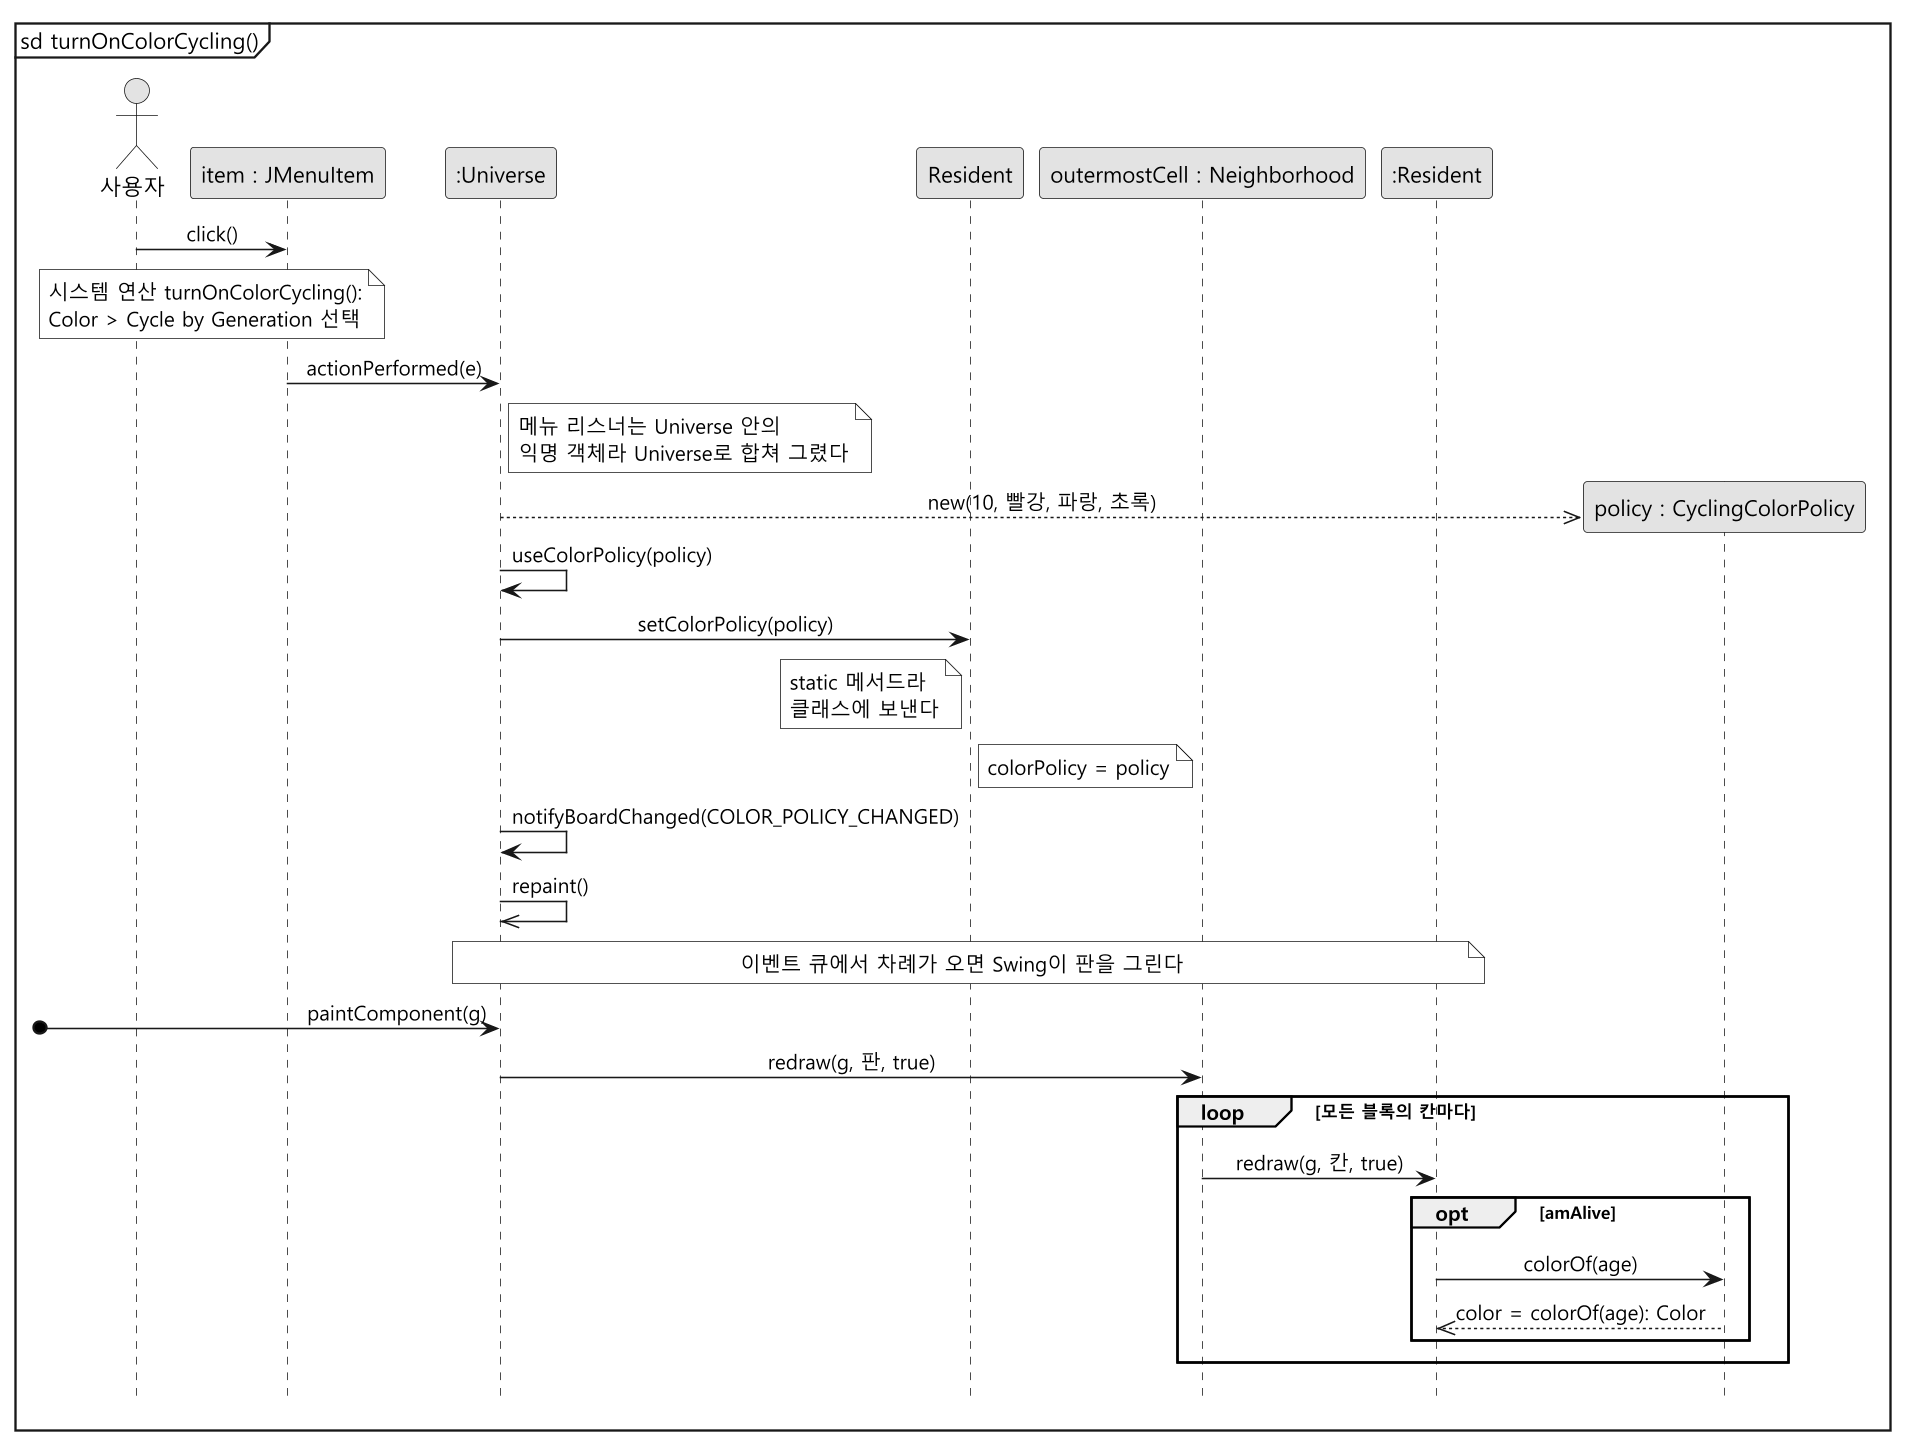 sd turnOnColorCycling()
사용자
item : JMenuItem
:Universe
Resident
outermostCell : Neighborhood
:Resident
click()
시스템 연산 turnOnColorCycling():
Color > Cycle by Generation 선택
actionPerformed(e)
메뉴 리스너는 Universe 안의
익명 객체라 Universe로 합쳐 그렸다
new(10, 빨강, 파랑, 초록)
policy : CyclingColorPolicy
useColorPolicy(policy)
setColorPolicy(policy)
static 메서드라
클래스에 보낸다
colorPolicy = policy
notifyBoardChanged(COLOR_POLICY_CHANGED)
repaint()
이벤트 큐에서 차례가 오면 Swing이 판을 그린다
paintComponent(g)
redraw(g, 판, true)
loop
[모든 블록의 칸마다]
redraw(g, 칸, true)
opt
[amAlive]
colorOf(age)
color = colorOf(age): Color